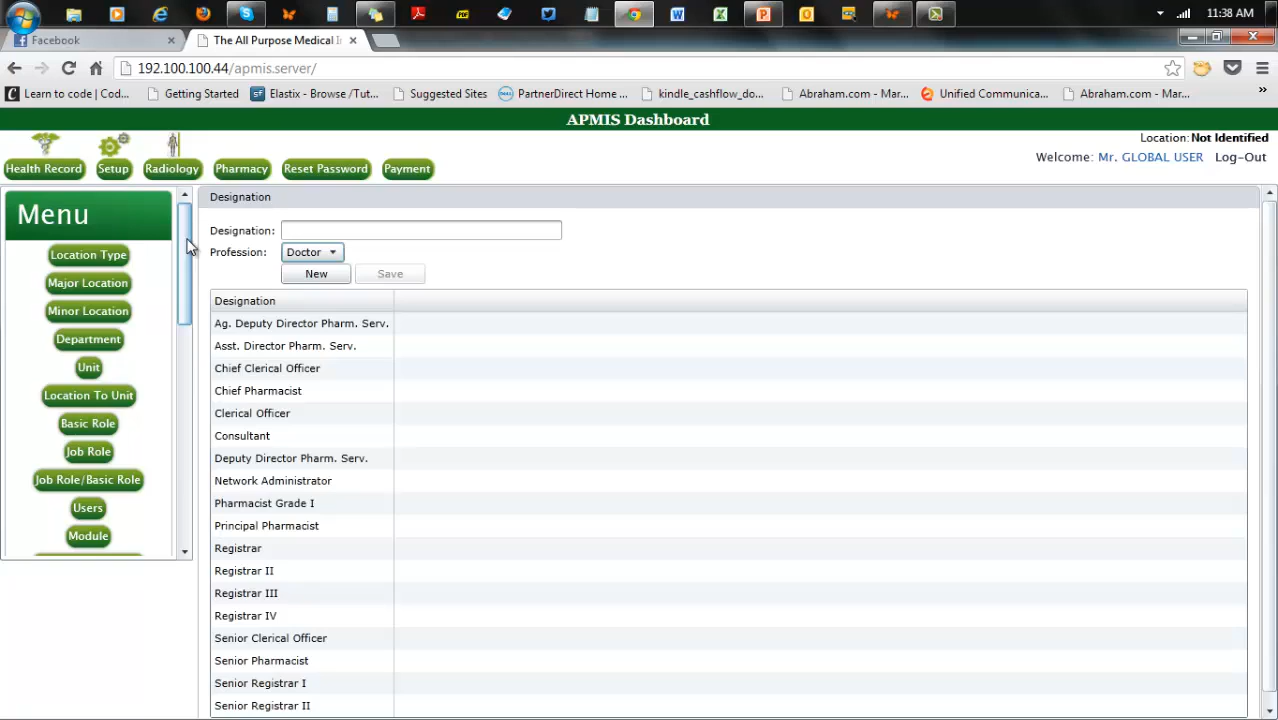 11:38 AM
Facebook
The All Purpose Medical I
192.100.100.44/apmis.server/
Learn to code | Cod...
Getting Started
Elastix - Browse /Tut...
Suggested Sites
PartnerDirect Home ...
kindle_cashflow_do...
Abraham.com - Mar...
Unified Communica...
Abraham.com - Mar...
APMIS Dashboard
Location: Not Identified
Welcome: Mr. GLOBAL USER Log-Out
Health Record
Setup
Radiology
Pharmacy
Reset Password
Payment
Menu
Location Type
Major Location
Minor Location
Department
Unit
Location To Unit
Basic Role
Job Role
Job Role/Basic Role
Users
Module
Designation
Designation:
Profession: Doctor
New Save
Designation
Ag. Deputy Director Pharm. Serv.
Asst. Director Pharm. Serv.
Chief Clerical Officer
Chief Pharmacist
Clerical Officer
Consultant
Deputy Director Pharm. Serv.
Network Administrator
Pharmacist Grade I
Principal Pharmacist
Registrar
Registrar II
Registrar III
Registrar IV
Senior Clerical Officer
Senior Pharmacist
Senior Registrar I
Senior Registrar II